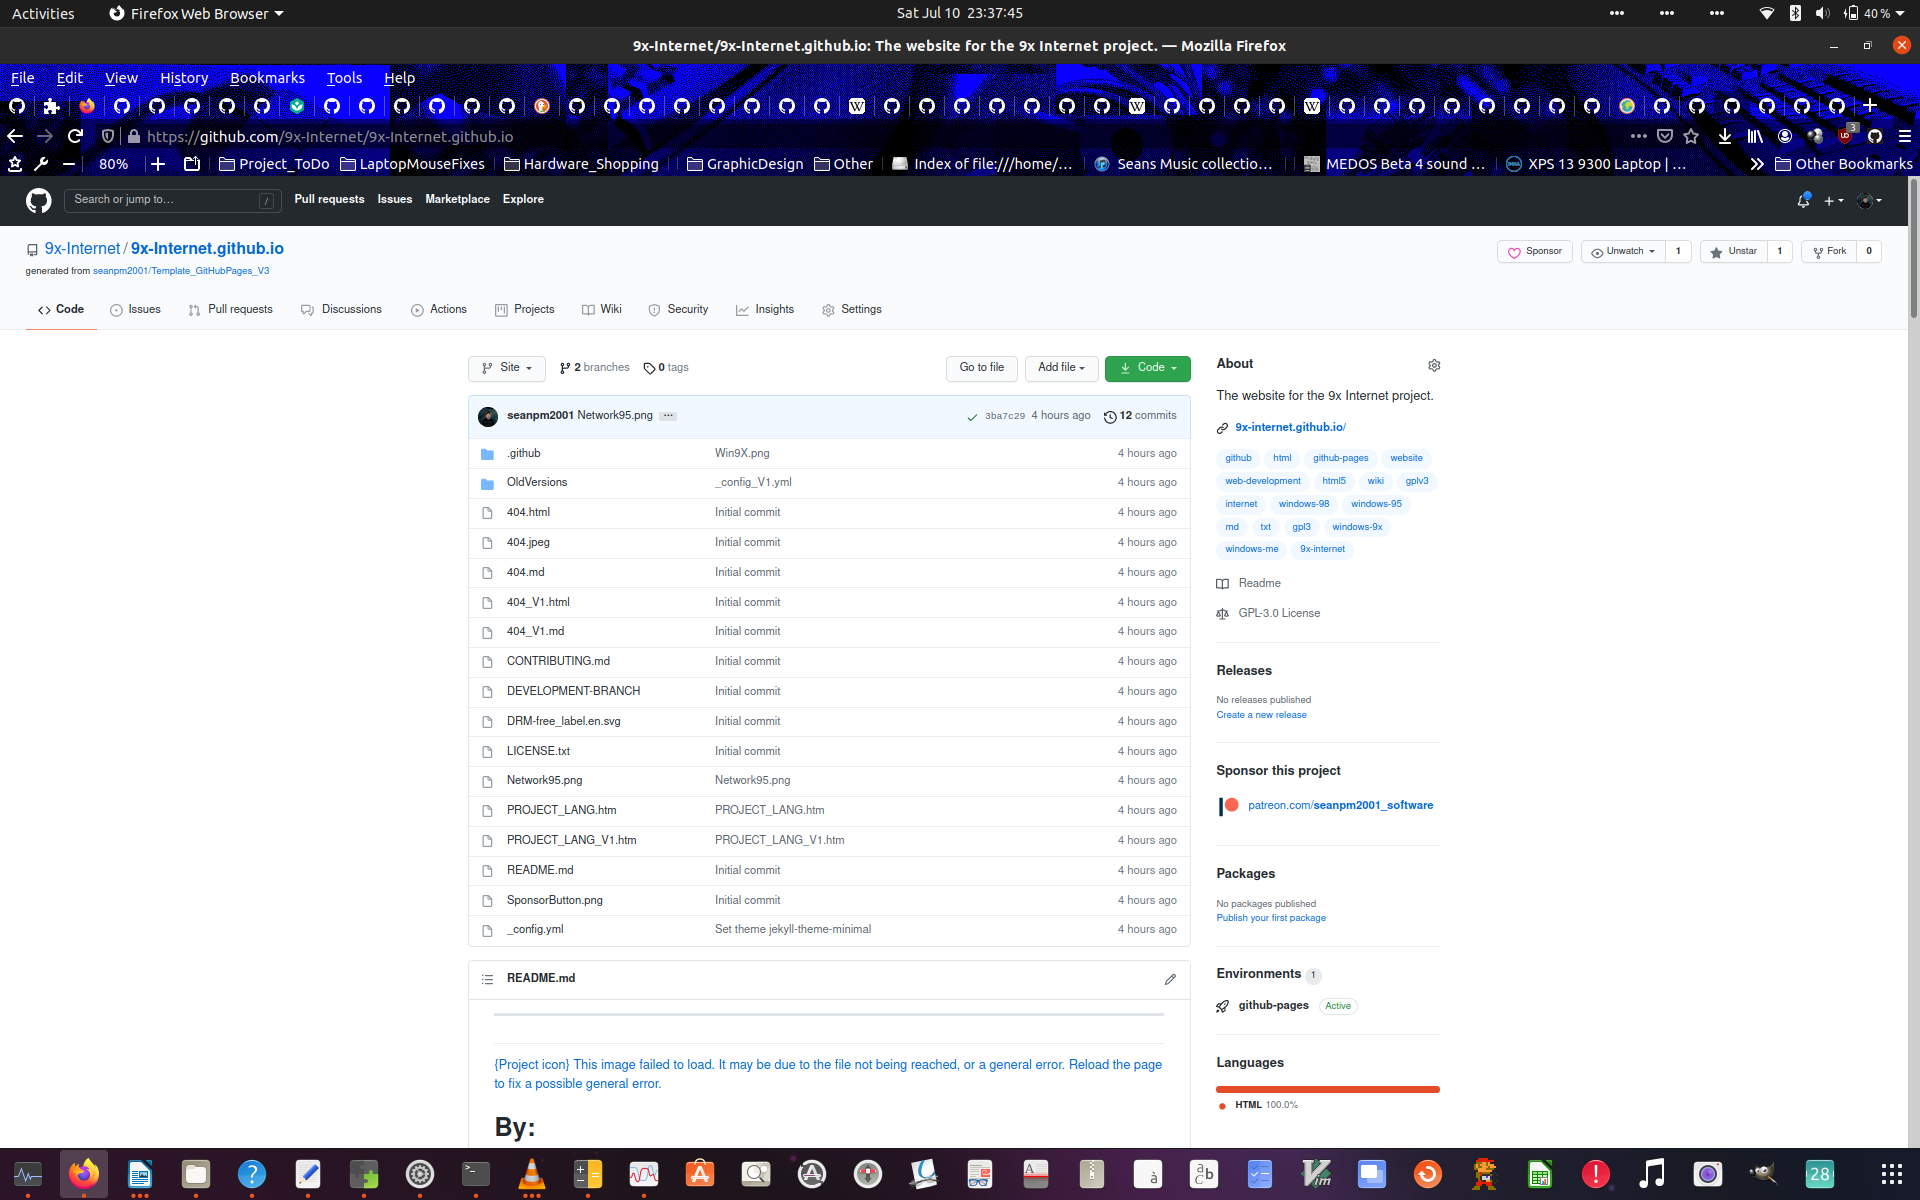 Activities Firefox Web Browser Sat Jul 10 23:37:45 40 %
9x-Internet/9x-Internet.github.io: The website for the 9x Internet project. — Mozilla Firefox
File Edit View History Bookmarks Tools Help
https://github.com/9x-Internet/9x-Internet.github.io 3
80% Project_ToDo LaptopMouseFixes Hardware_Shopping GraphicDesign Other Index of file:///home/… Seans Music collectio… MEDOS Beta 4 sound … XPS 13 9300 Laptop | … Other Bookmarks
Search or jump to… / Pull requests Issues Marketplace Explore
9x-Internet / 9x-Internet.github.io Sponsor Unwatch 1 Unstar 1 Fork 0
generated from seanpm2001/Template_GitHubPages_V3
Code Issues Pull requests Discussions Actions Projects Wiki Security Insights Settings
Site 2 branches 0 tags Go to file Add file Code
seanpm2001 Network95.png … 3ba7c29 4 hours ago 12 commits
.github Win9X.png 4 hours ago
OldVersions _config_V1.yml 4 hours ago
404.html Initial commit 4 hours ago
404.jpeg Initial commit 4 hours ago
404.md Initial commit 4 hours ago
404_V1.html Initial commit 4 hours ago
404_V1.md Initial commit 4 hours ago
CONTRIBUTING.md Initial commit 4 hours ago
DEVELOPMENT-BRANCH Initial commit 4 hours ago
DRM-free_label.en.svg Initial commit 4 hours ago
LICENSE.txt Initial commit 4 hours ago
Network95.png Network95.png 4 hours ago
PROJECT_LANG.htm PROJECT_LANG.htm 4 hours ago
PROJECT_LANG_V1.htm PROJECT_LANG_V1.htm 4 hours ago
README.md Initial commit 4 hours ago
SponsorButton.png Initial commit 4 hours ago
_config.yml Set theme jekyll-theme-minimal 4 hours ago
README.md
{Project icon} This image failed to load. It may be due to the file not being reached, or a general error. Reload the page
to fix a possible general error.
By:
About
The website for the 9x Internet project.
9x-internet.github.io/
github html github-pages website
web-development html5 wiki gplv3
internet windows-98 windows-95
md txt gpl3 windows-9x
windows-me 9x-internet
Readme
GPL-3.0 License
Releases
No releases published
Create a new release
Sponsor this project
patreon.com/seanpm2001_software
Packages
No packages published
Publish your first package
Environments 1
github-pages Active
Languages
HTML 100.0%
28